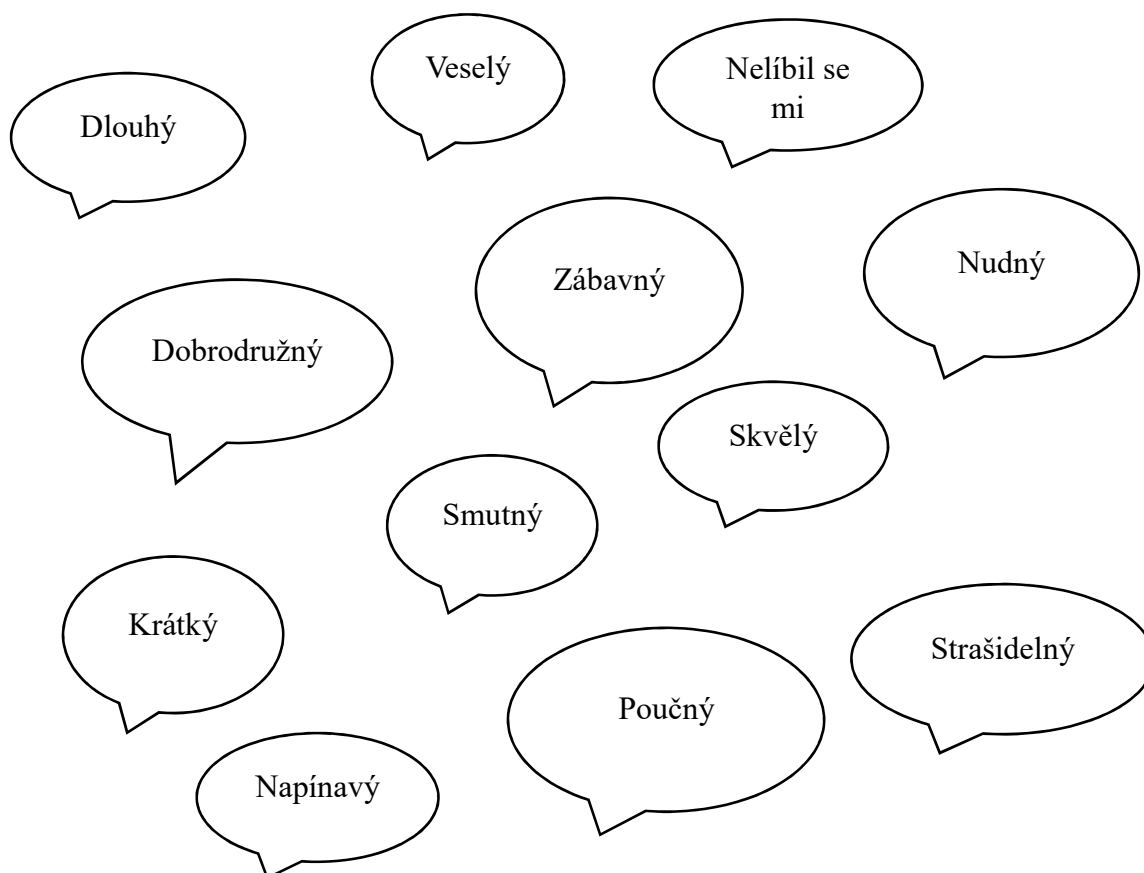 Veselý
Nelíbil se
mi
Dlouhý
Nudný
Zábavný
Dobrodružný
Skvělý
Smutný
Krátký
Strašidelný
Poučný
Napínavý